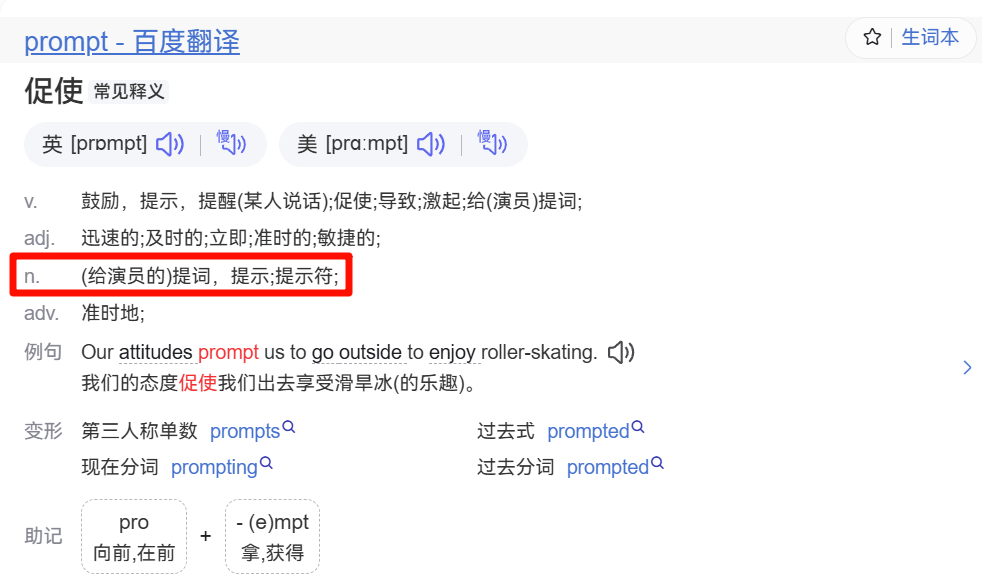 prompt - 百度翻译
生词本
促使 常见释义
英 [prɒmpt] 慢 美 [prɑːmpt] 慢
v. 鼓励，提示，提醒(某人说话);促使;导致;激起;给(演员)提词;
adj. 迅速的;及时的;立即;准时的;敏捷的;
n. (给演员的)提词，提示;提示符;
adv. 准时地;
例句 Our attitudes prompt us to go outside to enjoy roller-skating.
我们的态度促使我们出去享受滑旱冰(的乐趣)。
变形 第三人称单数 prompts 过去式 prompted
现在分词 prompting 过去分词 prompted
pro - (e)mpt
助记 +
向前,在前 拿,获得